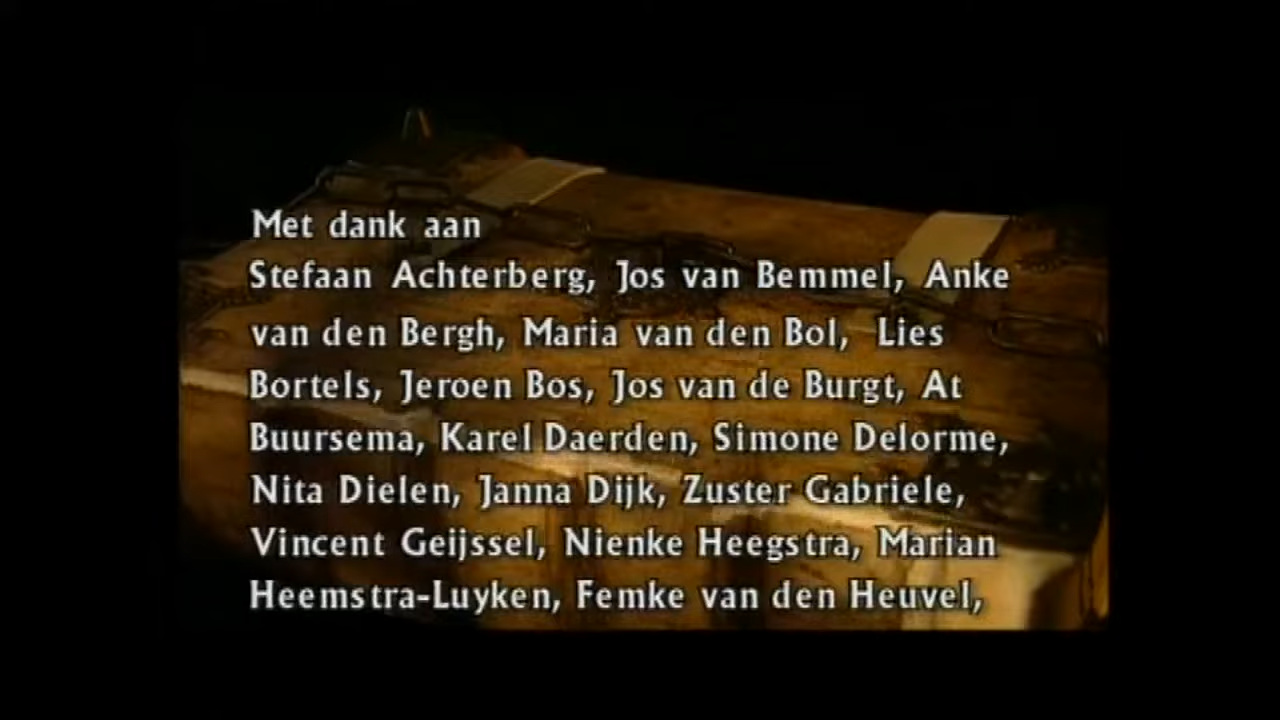 Met dank aan
Stefaan Achterberg, Jos van Bemmel, Anke
van den Bergh, Maria van den Bol, Lies
Bortels, Jeroen Bos, Jos van de Burgt, At
Buursema, Karel Daerden, Simone Delorme,
Nita Dielen, Janna Dijk, Zuster Gabriele,
Vincent Geijssel, Nienke Heegstra, Marian
Heemstra-Luyken, Femke van den Heuvel,